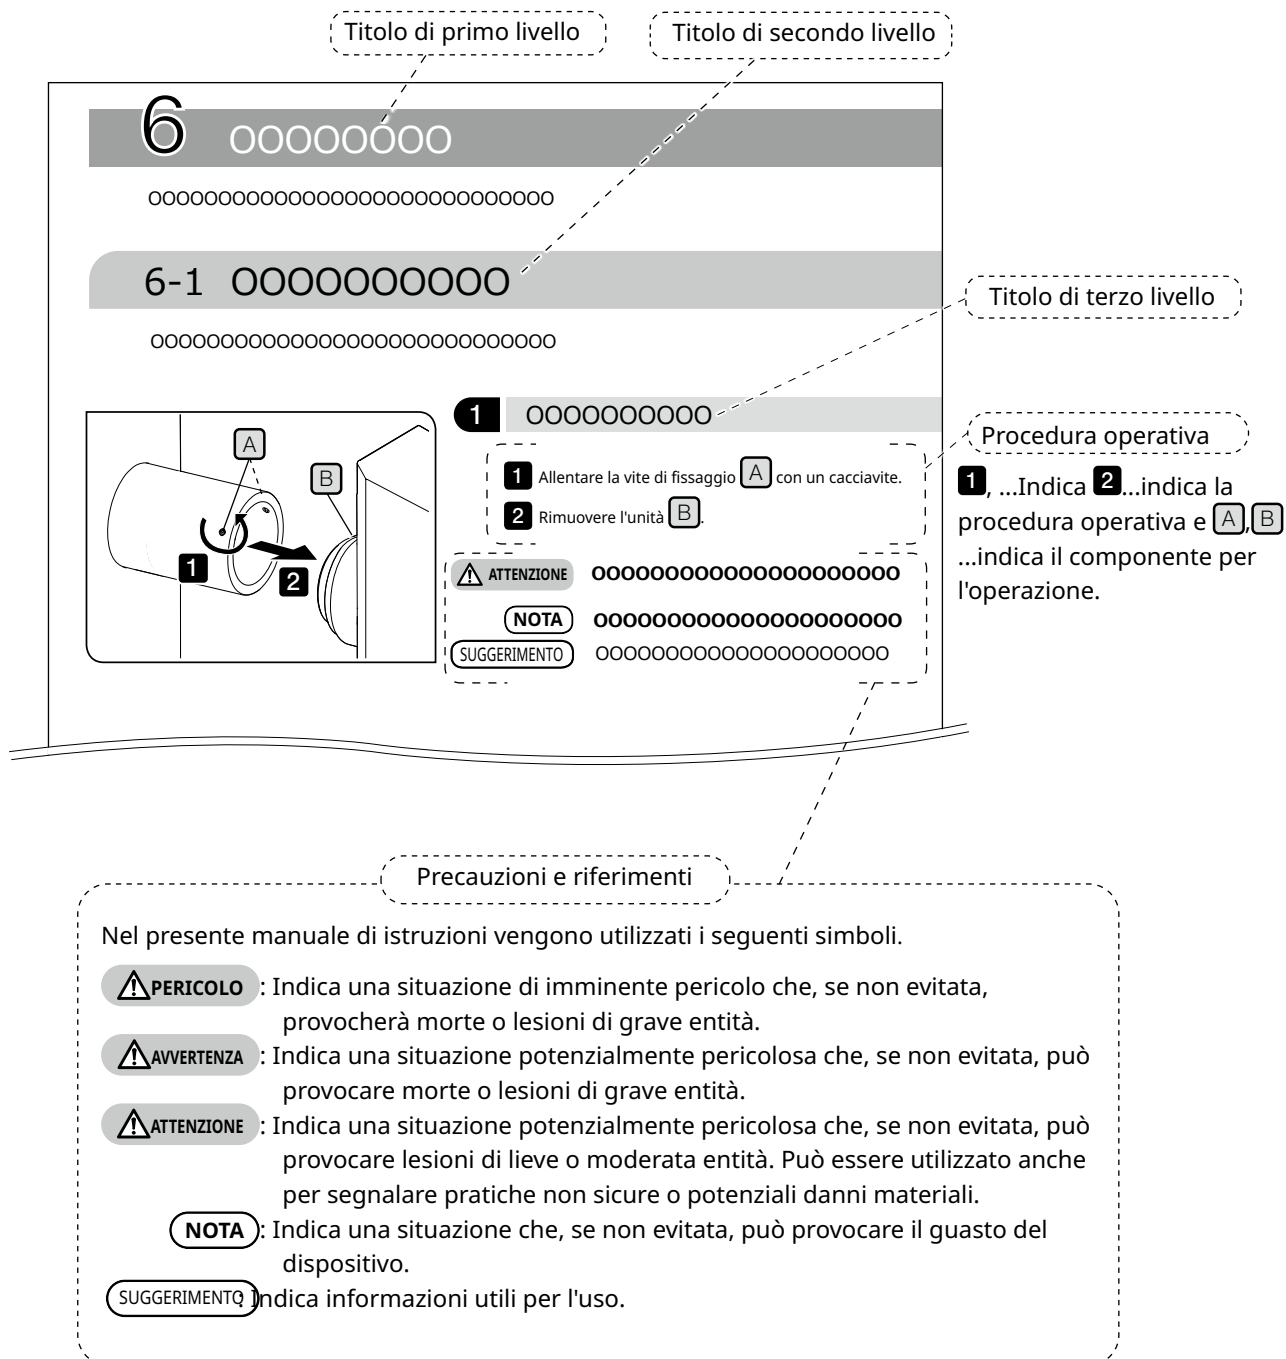 Titolo di primo livello
Titolo di secondo livello
6 OOOOOOOO
OOOOOOOOOOOOOOOOOOOOOOOOOOOOO
6-1 OOOOOOOOOO
OOOOOOOOOOOOOOOOOOOOOOOOOOOOO
Titolo di terzo livello
1 OOOOOOOOOO
A
B
1
2
1 Allentare la vite di fissaggio A con un cacciavite.
2 Rimuovere l'unità B.
ATTENZIONE OOOOOOOOOOOOOOOOOOOOO
NOTA OOOOOOOOOOOOOOOOOOOOO
SUGGERIMENTO OOOOOOOOOOOOOOOOOOOOO
Procedura operativa
1, ...Indica 2...indica la
procedura operativa e A,B
...indica il componente per
l'operazione.
Precauzioni e riferimenti
Nel presente manuale di istruzioni vengono utilizzati i seguenti simboli.
PERICOLO : Indica una situazione di imminente pericolo che, se non evitata,
provocherà morte o lesioni di grave entità.
AVVERTENZA : Indica una situazione potenzialmente pericolosa che, se non evitata, può
provocare morte o lesioni di grave entità.
ATTENZIONE : Indica una situazione potenzialmente pericolosa che, se non evitata, può
provocare lesioni di lieve o moderata entità. Può essere utilizzato anche
per segnalare pratiche non sicure o potenziali danni materiali.
NOTA : Indica una situazione che, se non evitata, può provocare il guasto del
dispositivo.
SUGGERIMENTO : Indica informazioni utili per l'uso.